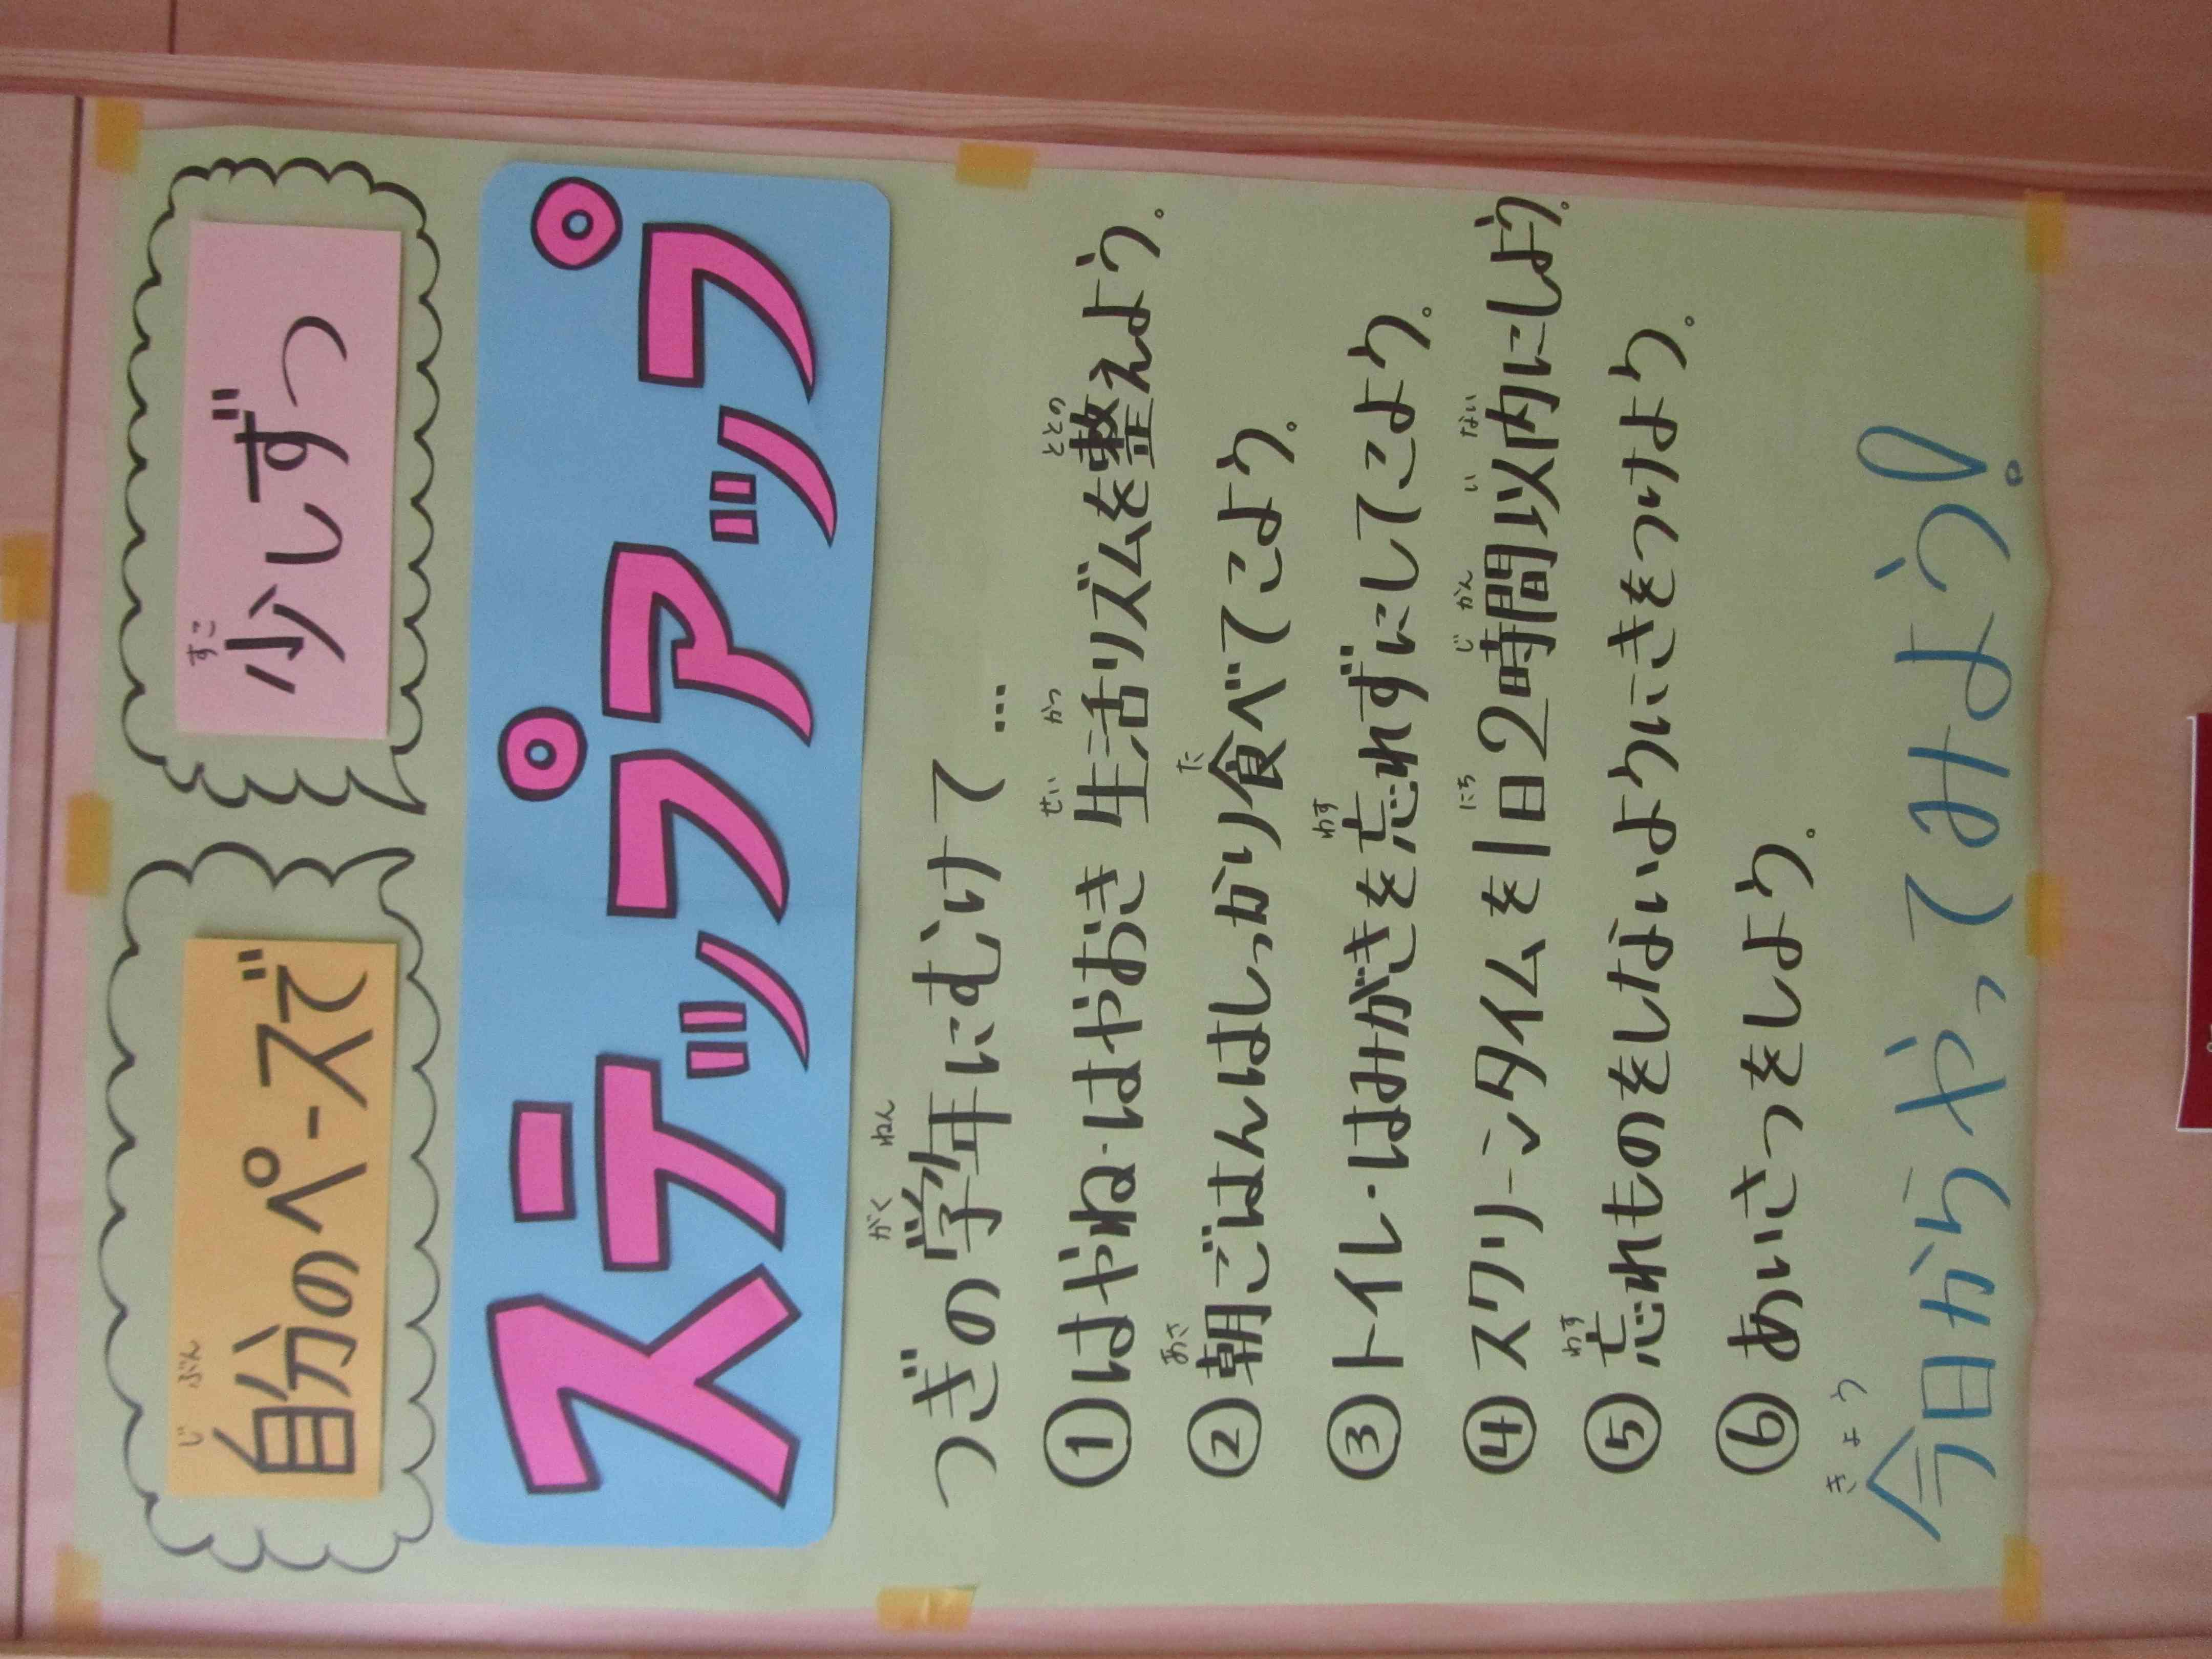 自分のペースで
少しずつ
ステップアップ
つぎの学年にむけて…
①はやね・はやおき 生活リズムを整えよう。
②朝ごはんはしっかり食べてこよう。
③トイレ・はみがきを忘れずにしてこよう。
④スクリーンタイムを1日2時間以内にしよう。
⑤忘れものをしないようにきをつけよう。
⑥あいさつをしよう。
今日からやってみよう!